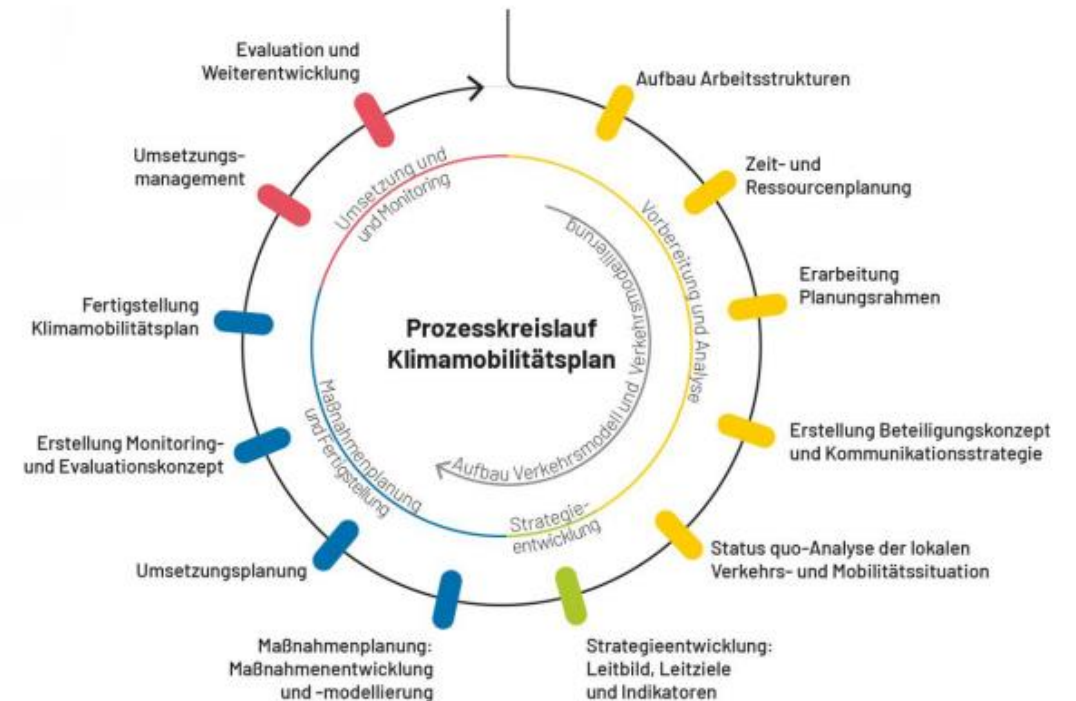 Prozesskreislauf
Klimamobilitätsplan
Aufbau Arbeitsstrukturen
Zeit- und
Ressourcenplanung
Erarbeitung
Planungsrahmen
Erstellung Beteiligungskonzept
und Kommunikationsstrategie
Status quo-Analyse der lokalen
Verkehrs- und Mobilitätssituation
Strategieentwicklung:
Leitbild, Leitziele
und Indikatoren
Maßnahmenplanung:
Maßnahmenentwicklung
und -modellierung
Umsetzungsplanung
Erstellung Monitoring-
und Evaluationskonzept
Fertigstellung
Klimamobilitätsplan
Umsetzungs-
management
Evaluation und
Weiterentwicklung
Vorbereitung und Analyse
Strategie-
entwicklung
Maßnahmenplanung
und Fertigstellung
Umsetzung und
und Monitoring
Aufbau Verkehrsmodell und Verkehrsmodellierung